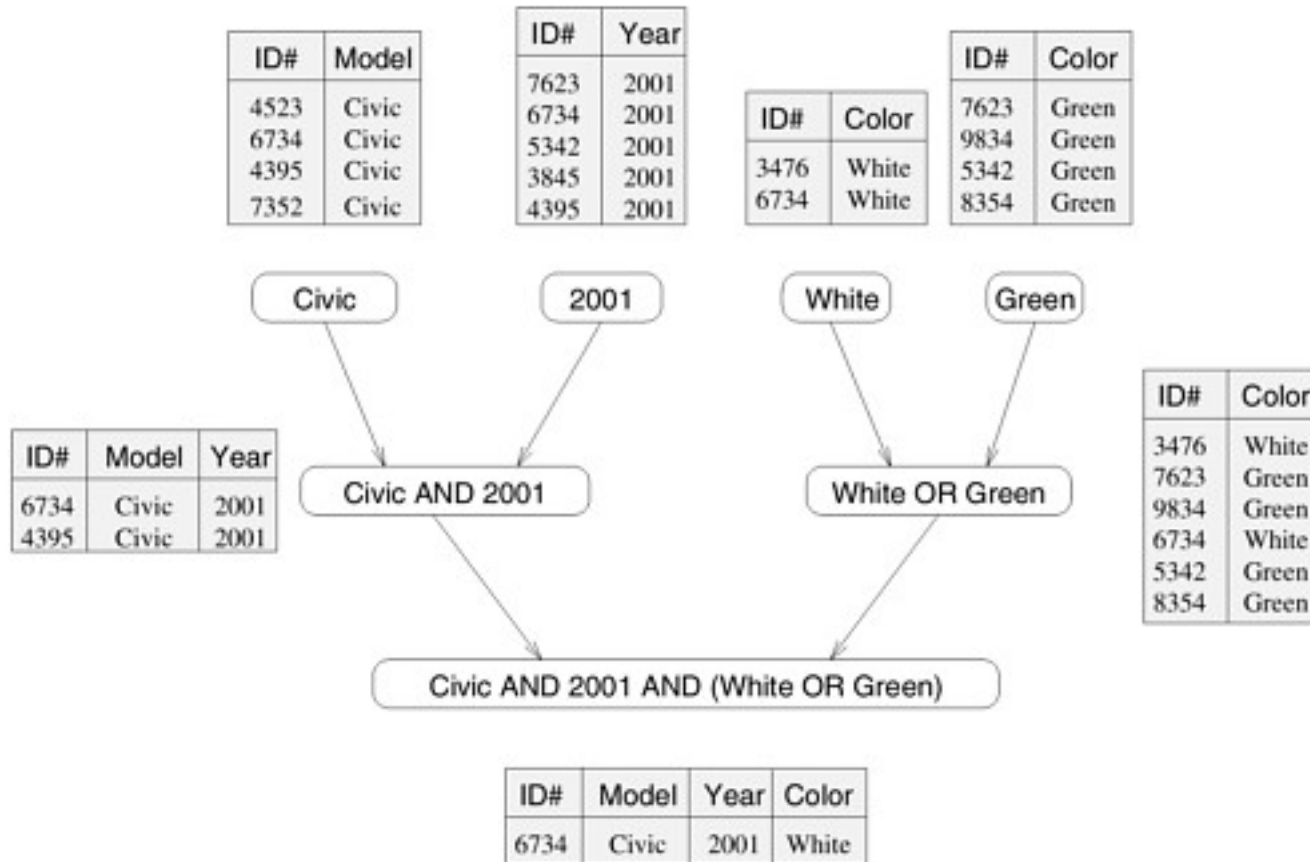 ID# Model
4523 Civic
6734 Civic
4395 Civic
7352 Civic
ID# Year
7623 2001
6734 2001
5342 2001
3845 2001
4395 2001
ID# Color
3476 White
6734 White
ID# Color
7623 Green
9834 Green
5342 Green
8354 Green
Civic
2001
White
Green
ID# Model Year
6734 Civic 2001
4395 Civic 2001
Civic AND 2001
White OR Green
ID# Color
3476 White
7623 Green
9834 Green
6734 White
5342 Green
8354 Green
Civic AND 2001 AND (White OR Green)
ID# Model Year Color
6734 Civic 2001 White